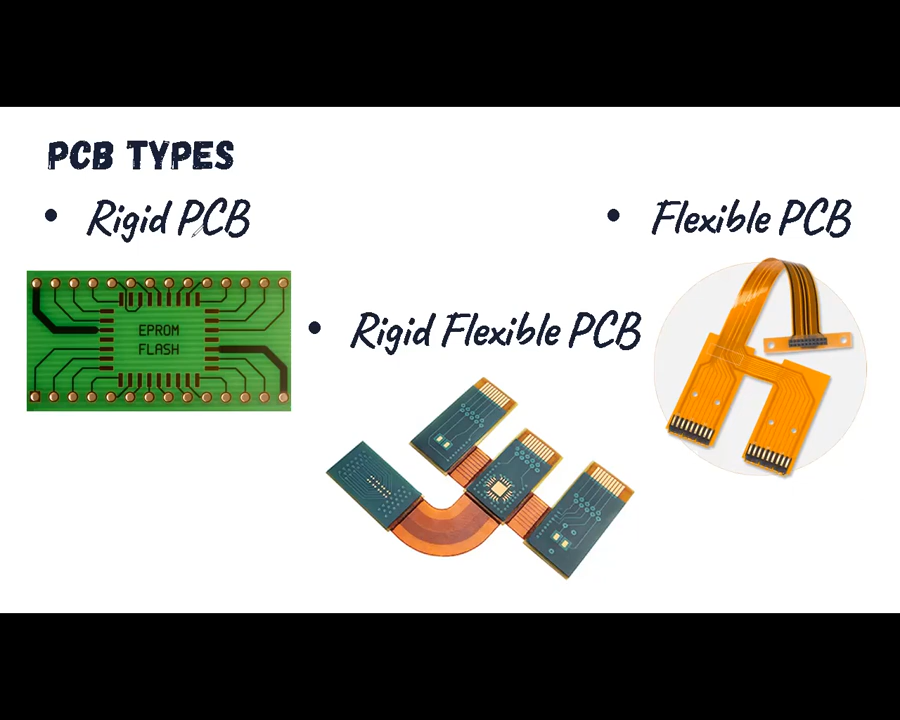 PCB TYPES
• Rigid PCB
• Flexible PCB
EPROM
FLASH
• Rigid Flexible PCB